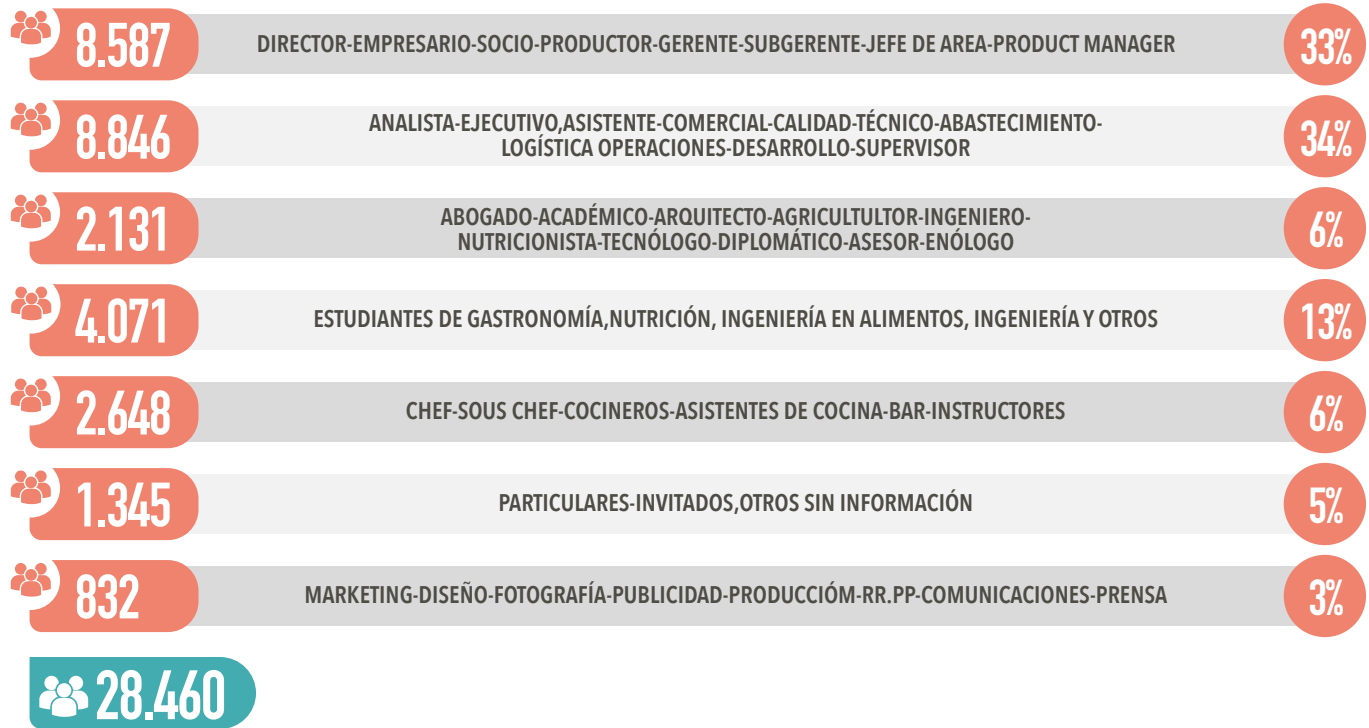 8.587 DIRECTOR-EMPRESARIO-SOCIO-PRODUCTOR-GERENTE-SUBGERENTE-JEFE DE AREA-PRODUCT MANAGER 33%
8.846 ANALISTA-EJECUTIVO,ASISTENTE-COMERCIAL-CALIDAD-TÉCNICO-ABASTECIMIENTO-
LOGÍSTICA OPERACIONES-DESARROLLO-SUPERVISOR 34%
2.131 ABOGADO-ACADÉMICO-ARQUITECTO-AGRICULTULTOR-INGENIERO-
NUTRICIONISTA-TECNÓLOGO-DIPLOMÁTICO-ASESOR-ENÓLOGO 6%
4.071 ESTUDIANTES DE GASTRONOMÍA,NUTRICIÓN, INGENIERÍA EN ALIMENTOS, INGENIERÍA Y OTROS 13%
2.648 CHEF-SOUS CHEF-COCINEROS-ASISTENTES DE COCINA-BAR-INSTRUCTORES 6%
1.345 PARTICULARES-INVITADOS,OTROS SIN INFORMACIÓN 5%
832 MARKETING-DISEÑO-FOTOGRAFÍA-PUBLICIDAD-PRODUCCIÓM-RR.PP-COMUNICACIONES-PRENSA 3%
28.460